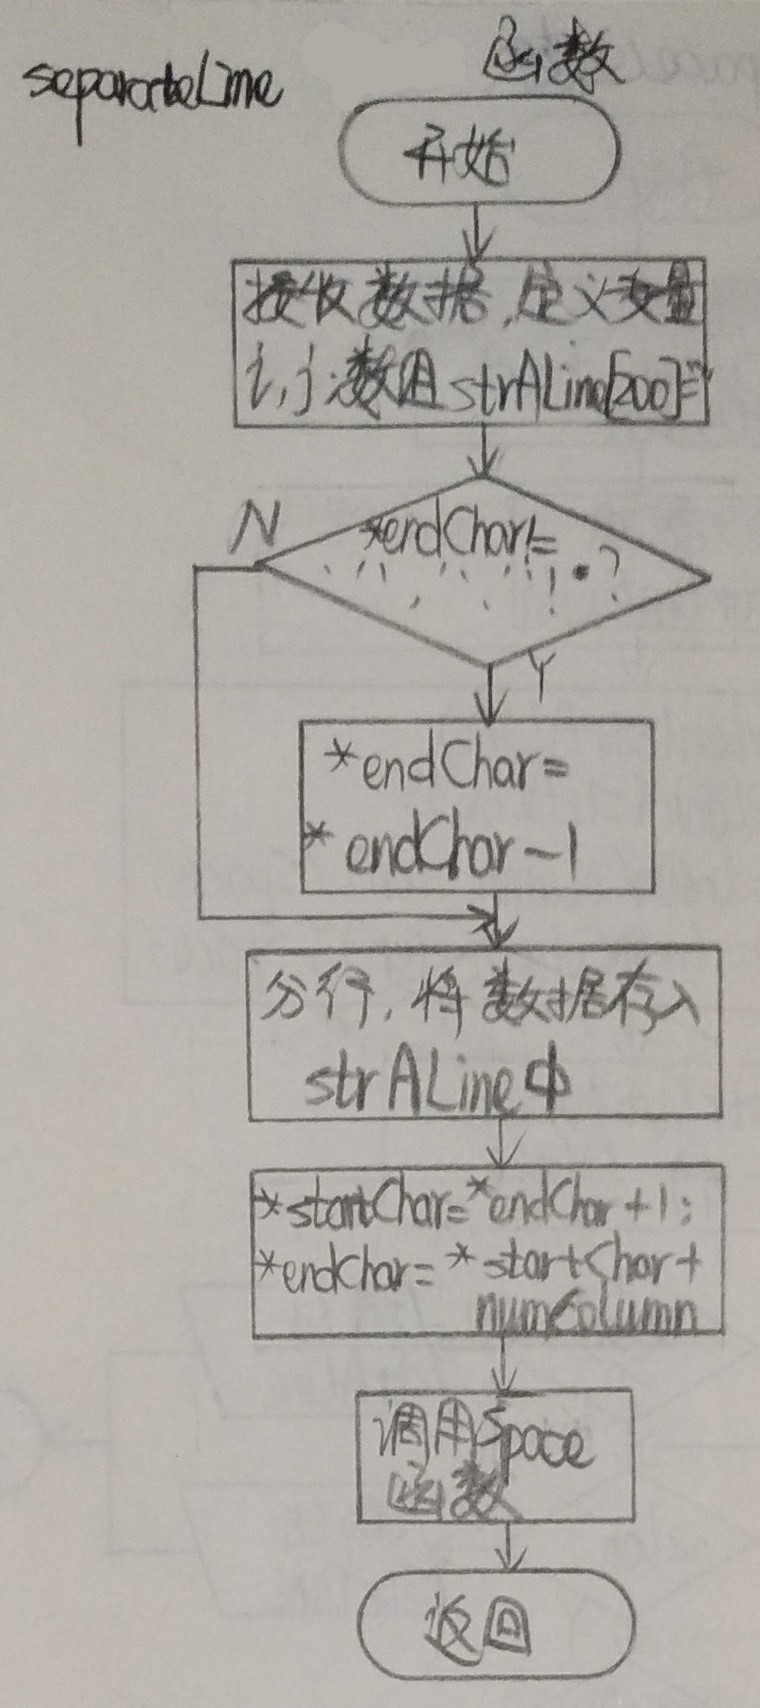 separateLine 函数
开始
接收数据,定义变量
i,j;数组strALine[200]=""
N
*endChar!=
Y
*endChar=
*endChar-1
分行,将数据存入
strALine中
*startChar=*endChar+1;
*endChar=*startChar+
numColumn
调用Space
函数
返回